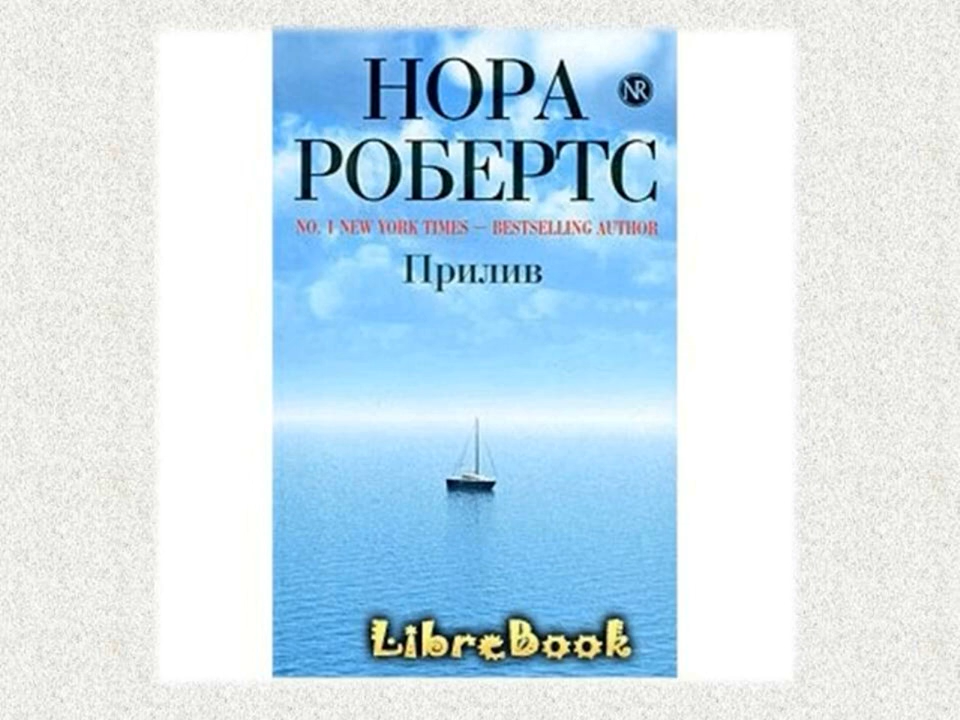 НОРА
NR
РОБЕРТС
NO. 1 NEW YORK TIMES — BESTSELLING AUTHOR
Прилив
LibreBook